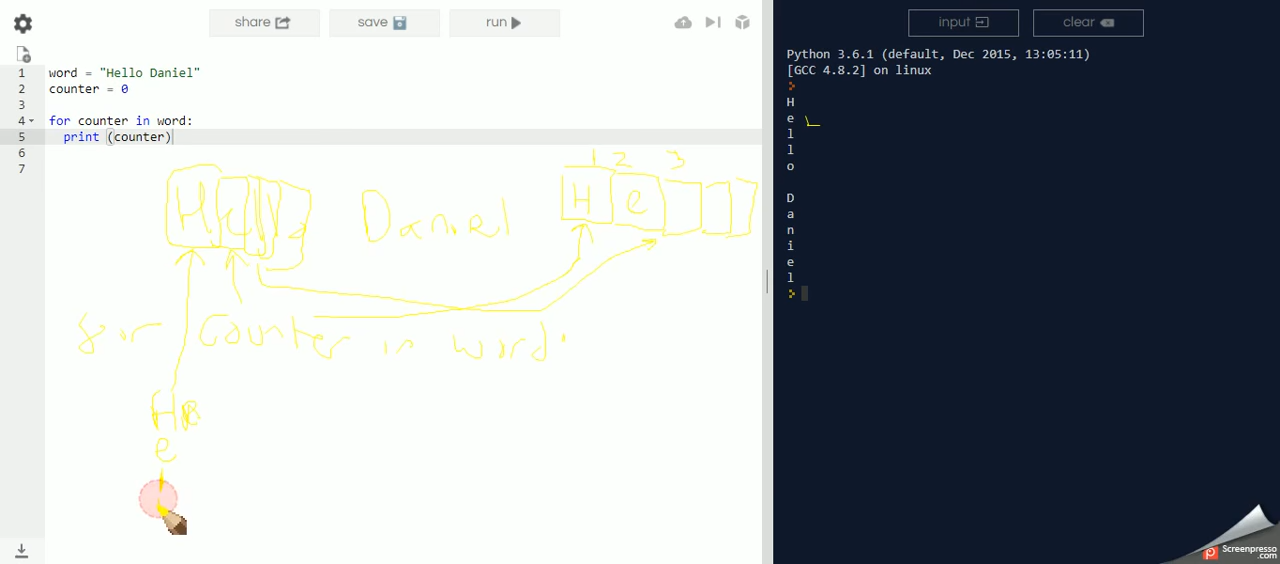 share save run input clear
1 word = "Hello Daniel"
2 counter = 0
3
4 for counter in word:
5 print (counter)
6
7
Python 3.6.1 (default, Dec 2015, 13:05:11)
[GCC 4.8.2] on linux
H
e
l
l
o
D
a
n
i
e
l
1 2 3
H e l l Daniel H e
for counter in word:
H
e
Screenpresso
.com